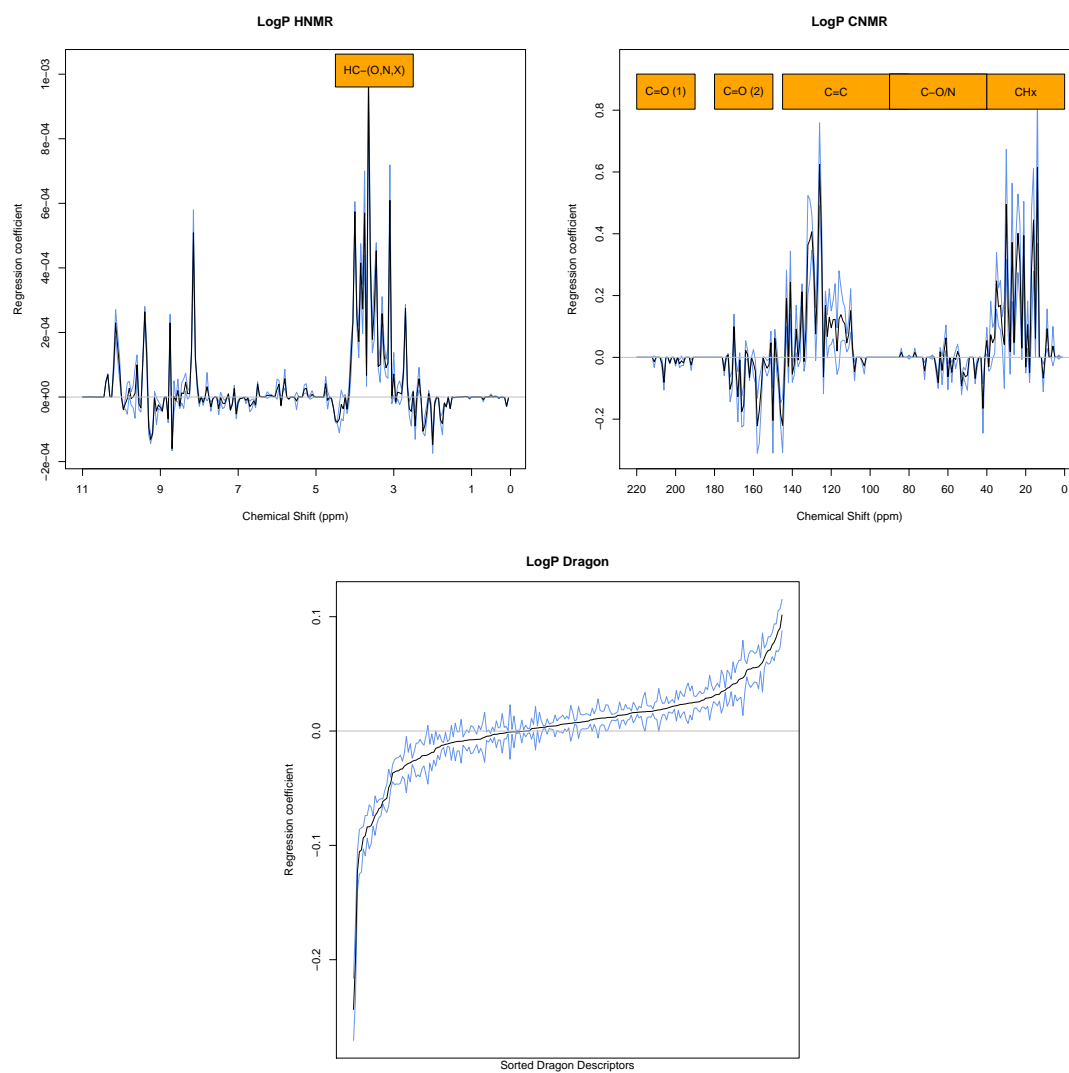 LogP HNMR
HC−(O,N,X)
Regression coefficient
1e−03
8e−04
6e−04
4e−04
2e−04
0e+00
−2e−04
11 9 7 5 3 1 0
Chemical Shift (ppm)
LogP CNMR
C=O (1) C=O (2) C=C C−O/N CHx
Regression coefficient
0.8
0.6
0.4
0.2
0.0
−0.2
220 200 180 160 140 120 100 80 60 40 20 0
Chemical Shift (ppm)
LogP Dragon
Regression coefficient
0.1
0.0
−0.1
−0.2
Sorted Dragon Descriptors